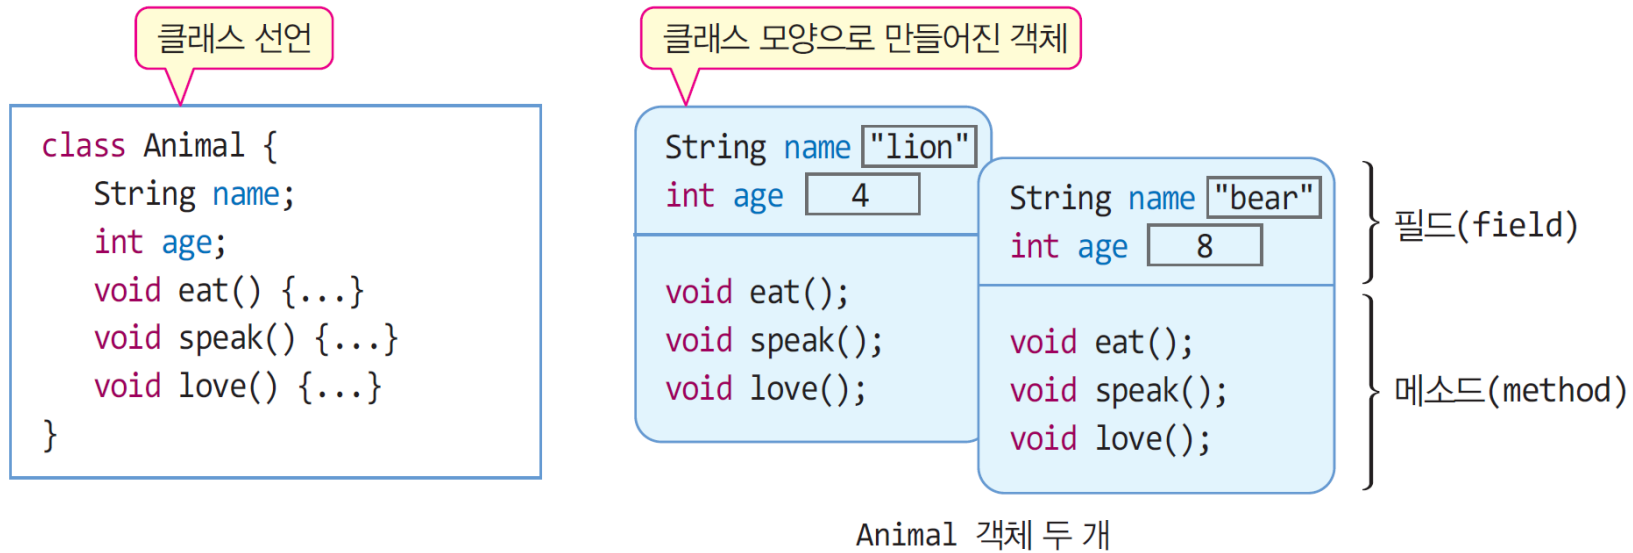 클래스 선언
class Animal {
String name;
int age;
void eat() {...}
void speak() {...}
void love() {...}
}
클래스 모양으로 만들어진 객체
String name "lion"
int age 4
void eat();
void speak();
void love();
String name "bear"
int age 8
void eat();
void speak();
void love();
필드(field)
메소드(method)
Animal 객체 두 개